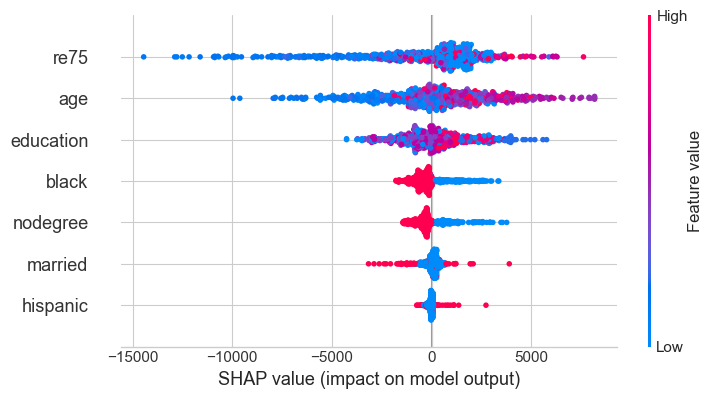 High
re75
age
education
black
nodegree
married
hispanic
Feature value
Low
−15000 −10000 −5000 0 5000
SHAP value (impact on model output)